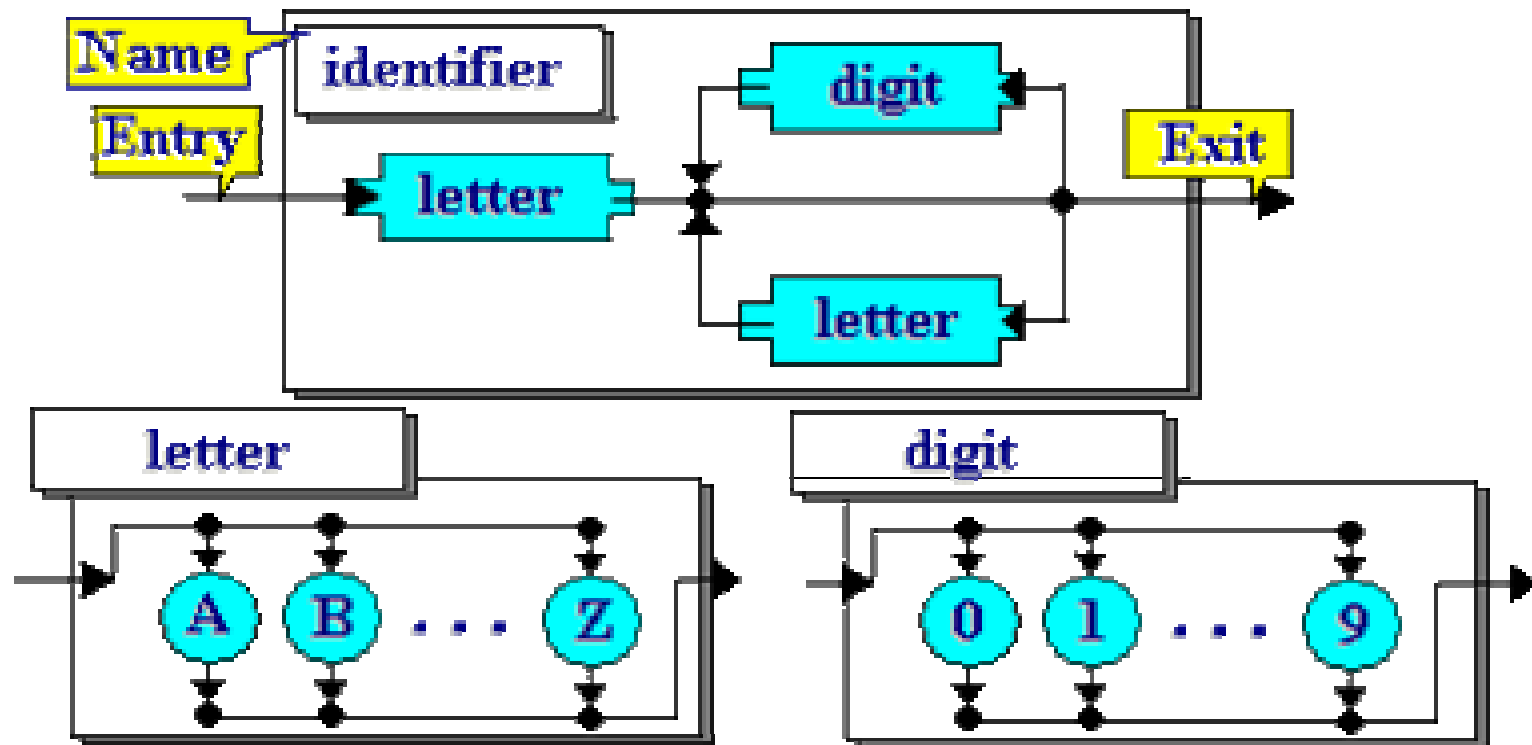 Name
identifier
digit
Entry
Exit
letter
letter
letter
digit
A B ... Z
0 1 ... 9